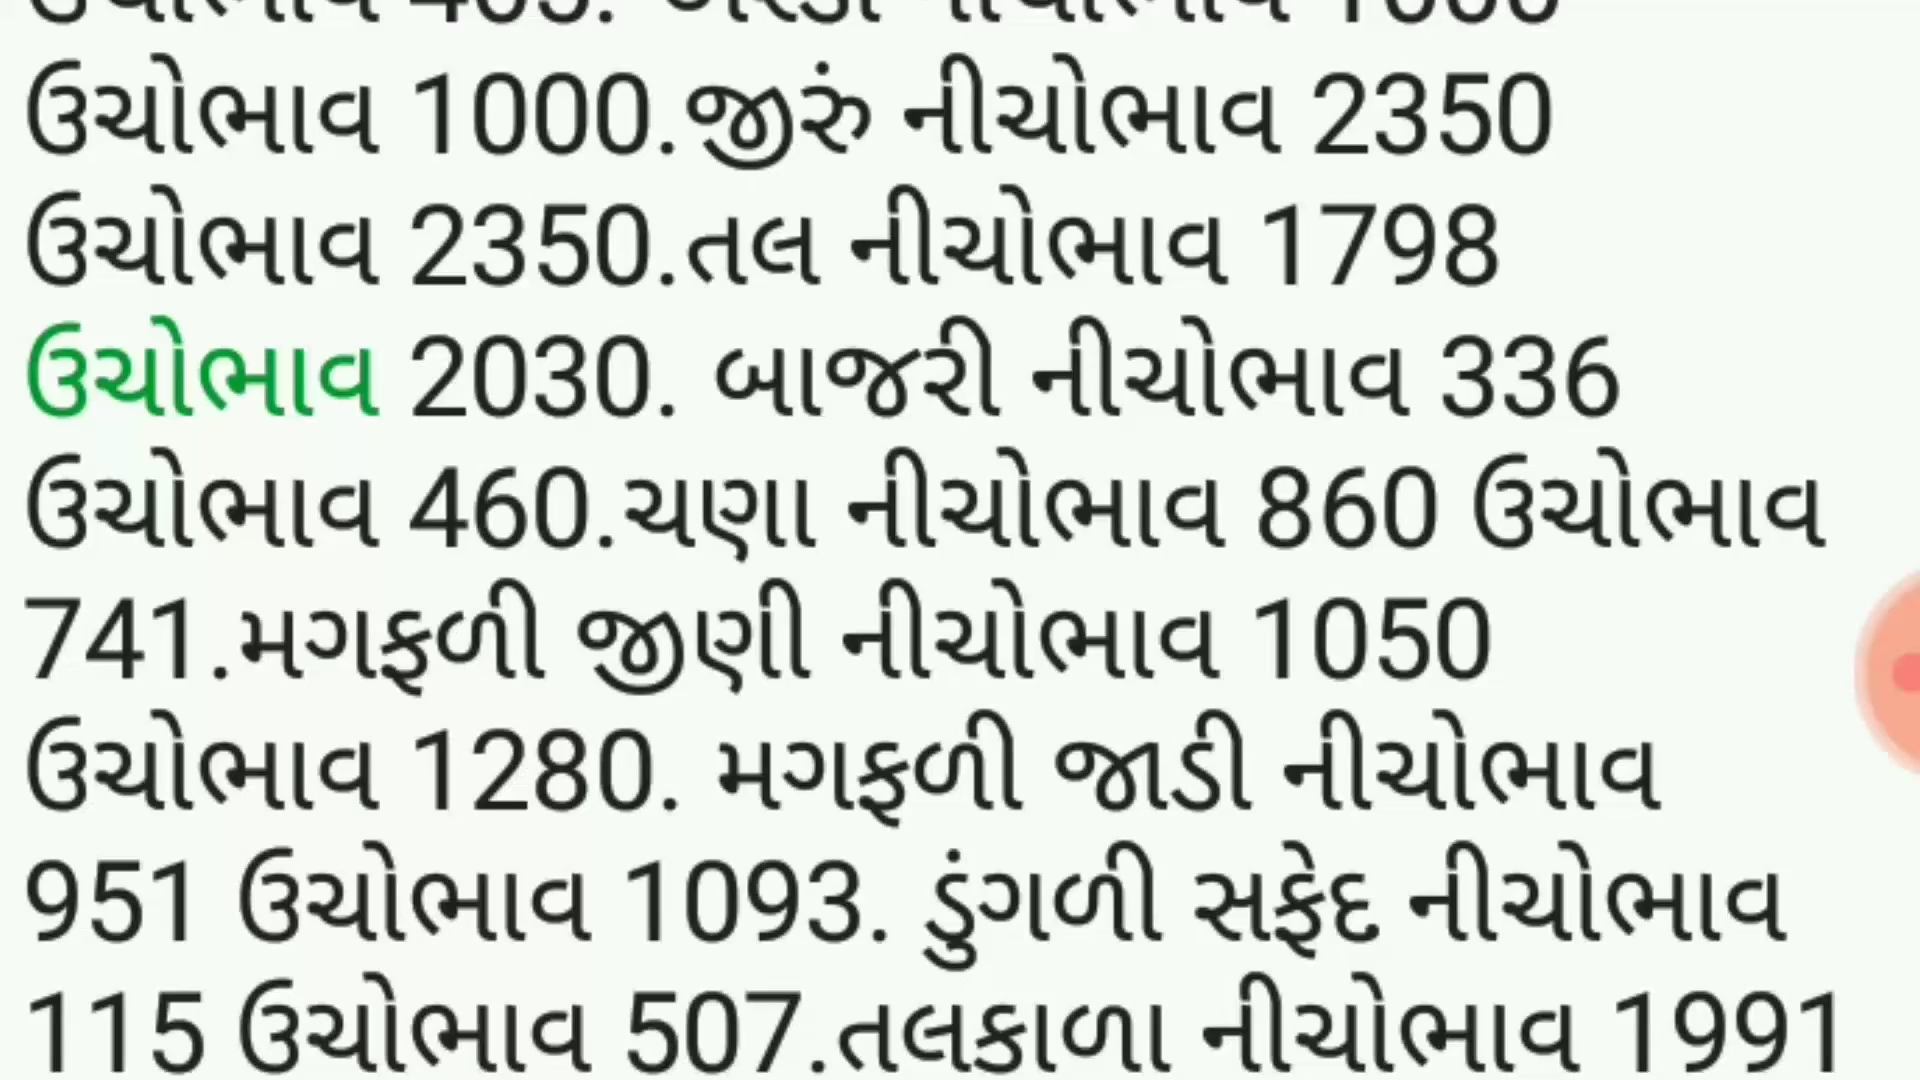 ઉચોભાવ 1000.જીરું નીચોભાવ 2350
ઉચોભાવ 2350.તલ નીચોભાવ 1798
ઉચોભાવ 2030. બાજરી નીચોભાવ 336
ઉચોભાવ 460.ચણા નીચોભાવ 860 ઉચોભાવ
741.મગફળી જીણી નીચોભાવ 1050
ઉચોભાવ 1280. મગફળી જાડી નીચોભાવ
951 ઉચોભાવ 1093. ડુંગળી સફેદ નીચોભાવ
115 ઉચોભાવ 507.તલકાળા નીચોભાવ 1991